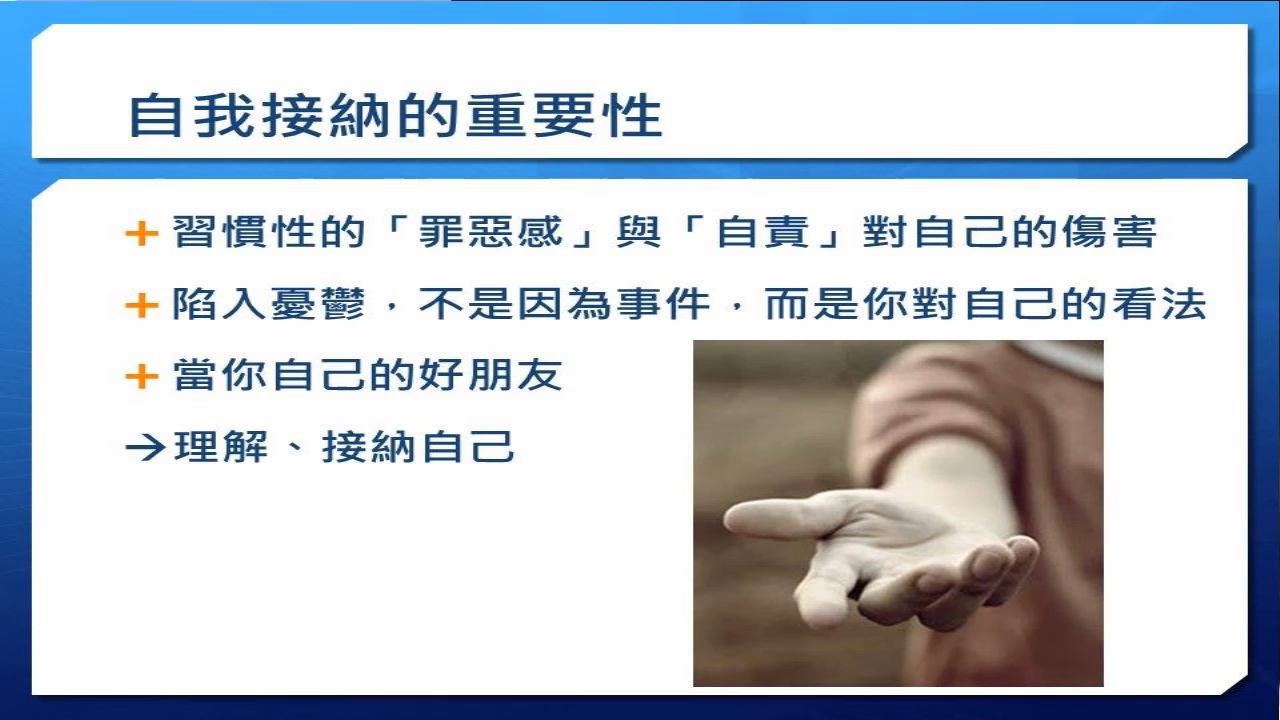 自我接納的重要性
+ 習慣性的「罪惡感」與「自責」對自己的傷害
+ 陷入憂鬱，不是因為事件，而是你對自己的看法
+ 當你自己的好朋友
→理解、接納自己